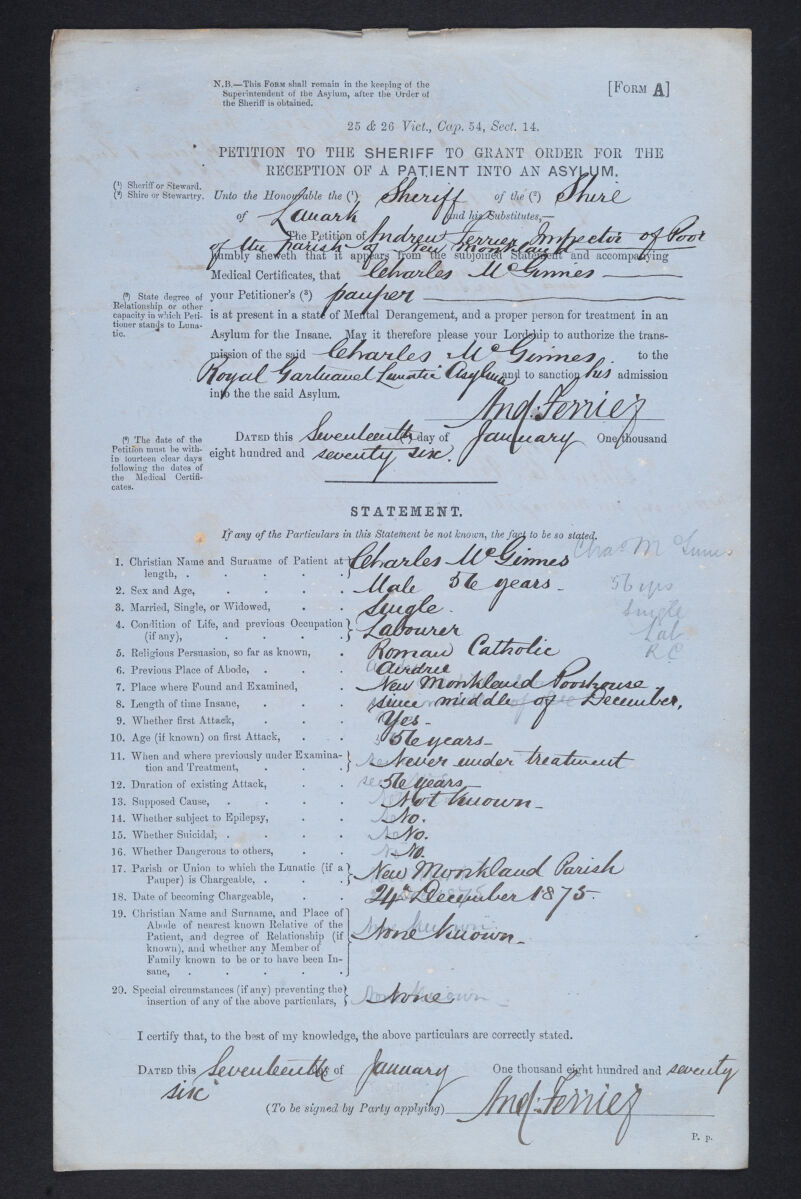 N.B.—This Form shall remain in the keeping of the
Superintendent of the Asylum, after the Order of
the Sheriff is obtained.
[Form A]
25 & 26 Vict., Cap. 54, Sect. 14.
PETITION TO THE SHERIFF TO GRANT ORDER FOR THE
RECEPTION OF A PATIENT INTO AN ASYLUM.
(¹) Sheriff or Steward.
(²) Shire or Stewartry.
Unto the Honourable the (¹) Sheriff of the (²) Shire
of Lanark and his Substitutes,—
The Petition of Andrew Ferrier Inspector of Poor
of the parish of New Monkland
humbly sheweth that it appears from the subjoined Statement and accompanying
Medical Certificates, that Charles McGinnes
(³) State degree of
Relationship or other
capacity in which Peti-
tioner stands to Luna-
tic.
your Petitioner's (³) pauper
is at present in a state of Mental Derangement, and a proper person for treatment in an
Asylum for the Insane. May it therefore please your Lordship to authorize the trans-
mission of the said Charles McGinnes to the
Royal Gartnavel Lunatic Asylum and to sanction his admission
into the the said Asylum.
And: Ferrier
(⁴) The date of the
Petition must be with-
in fourteen clear days
following the dates of
the Medical Certifi-
cates.
Dated this Seventeenth (⁴) day of January One thousand
eight hundred and seventy six.
STATEMENT.
If any of the Particulars in this Statement be not known, the fact to be so stated.
1. Christian Name and Surname of Patient at length, Charles McGinnes Chas McGinnes
2. Sex and Age, Male 56 years 56 yrs
3. Married, Single, or Widowed, Single. Single
4. Condition of Life, and previous Occupation (if any), Labourer Lab.
5. Religious Persuasion, so far as known, Roman Catholic R.C.
6. Previous Place of Abode, Airdrie
7. Place where Found and Examined, New Monkland Poorhouse
8. Length of time Insane, since middle of December.
9. Whether first Attack, Yes
10. Age (if known) on first Attack, 56 years
11. When and where previously under Examina-
tion and Treatment, Never under treatment
12. Duration of existing Attack, 56 years
13. Supposed Cause, Not known
14. Whether subject to Epilepsy, No.
15. Whether Suicidal, No.
16. Whether Dangerous to others, No.
17. Parish or Union to which the Lunatic (if a
Pauper) is Chargeable, New Monkland Parish
18. Date of becoming Chargeable, 24th December 1875.
19. Christian Name and Surname, and Place of
Abode of nearest known Relative of the
Patient, and degree of Relationship (if
known), and whether any Member of
Family known to be or to have been In-
sane, None known
20. Special circumstances (if any) preventing the
insertion of any of the above particulars, None
I certify that, to the best of my knowledge, the above particulars are correctly stated.
Dated this Seventeenth day of January One thousand eight hundred and seventy
six
(To be signed by Party applying) And: Ferrier
P. p.